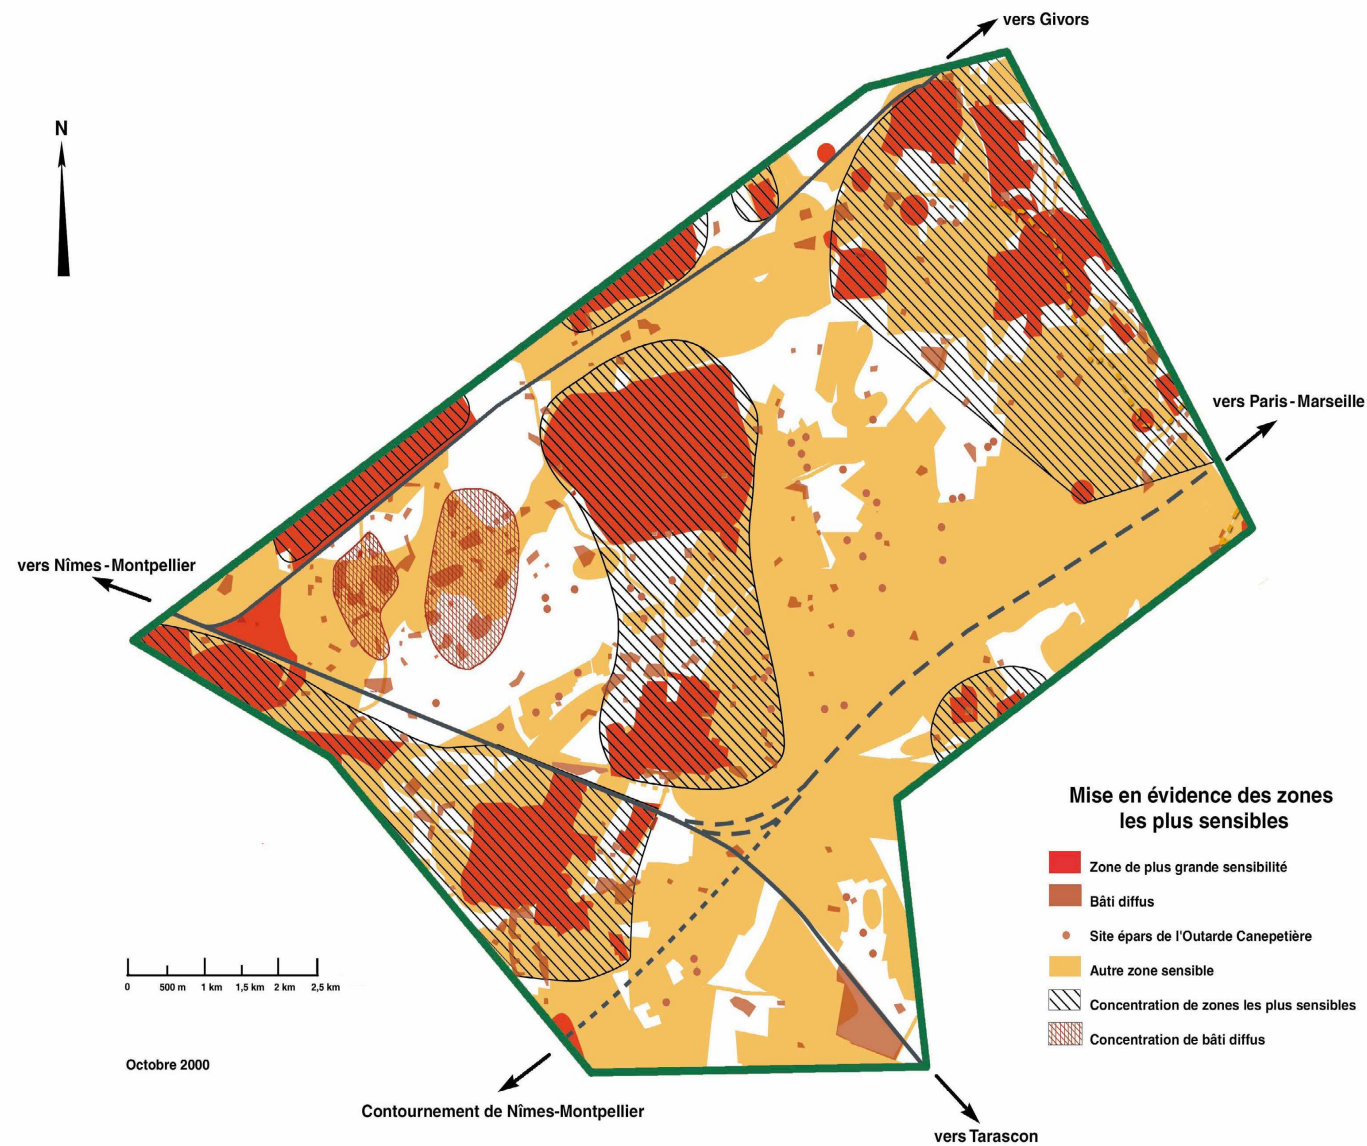 vers Givors
N
vers Paris - Marseille
vers Nîmes - Montpellier
Mise en évidence des zones
les plus sensibles
Zone de plus grande sensibilité
Bâti diffus
Site épars de l'Outarde Canepetière
Autre zone sensible
Concentration de zones les plus sensibles
Concentration de bâti diffus
0 500 m 1 km 1,5 km 2 km 2,5 km
Octobre 2000
Contournement de Nîmes-Montpellier
vers Tarascon